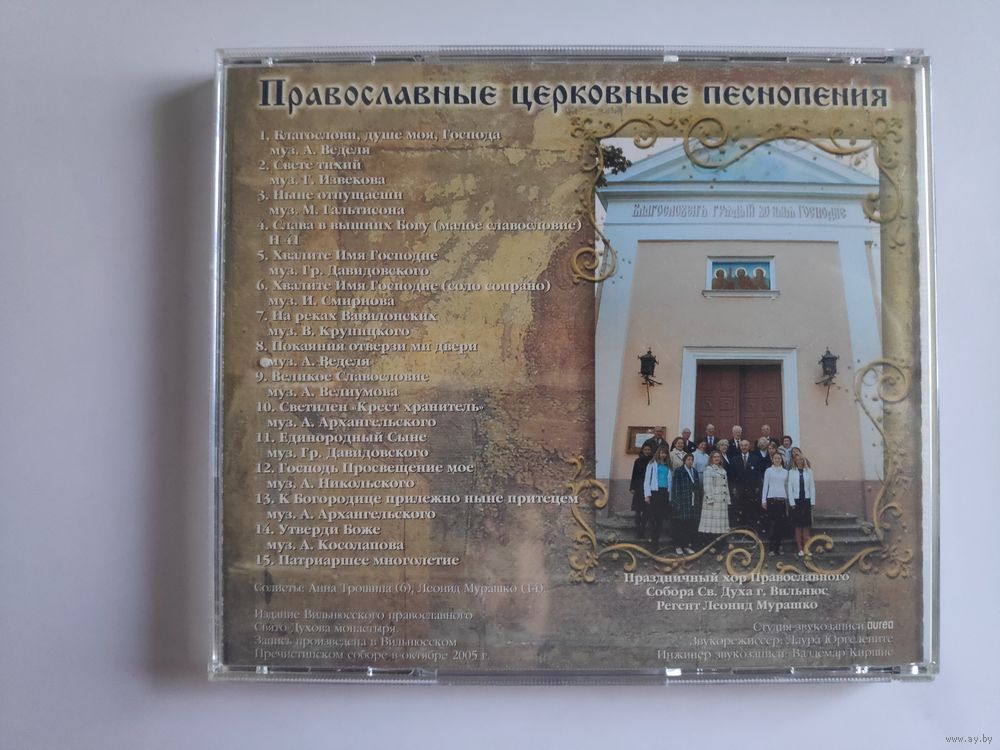 Православные церковные песнопения
1. Благослови, душе моя, Господа
муз. А. Веделя
2. Свете тихий
муз. Г. Извекова
3. Ныне отпущаеши
муз. М. Гальтисона
4. Слава в вышних Богу (малое славословие)
5. Хвалите Имя Господне
муз. Гр. Давидовского
6. Хвалите Имя Господне (соло сопрано)
муз. И. Смирнова
7. На реках Вавилонских
муз. В. Крупицкого
8. Покаяния отверзи ми двери
муз. А. Веделя
9. Великое Славословие
муз. А. Велиумова
10. Светилен «Крест хранитель»
муз. А. Архангельского
11. Единородный Сыне
муз. Гр. Давидовского
12. Господь Просвещение мое
муз. А. Никольского
13. К Богородице прилежно ныне притецем
муз. А. Архангельского
14. Утверди Боже
муз. А. Косолапова
15. Патриаршее многолетие
Солисты: Анна Трошина (6), Леонид Мурашко (14).
Издание Вильнюсского православного
Свято-Духова монастыря
Запись произведена в Вильнюсском
Пречистинском соборе в октябре 2005 г.
Праздничный хор Православного
Собора Св. Духа г. Вильнюс
Регент Леонид Мурашко
Студия звукозаписи aurea
Звукорежиссер: Лаура Юргелените
Инженер звукозаписи: Валдемар Киршис
www.ay.by